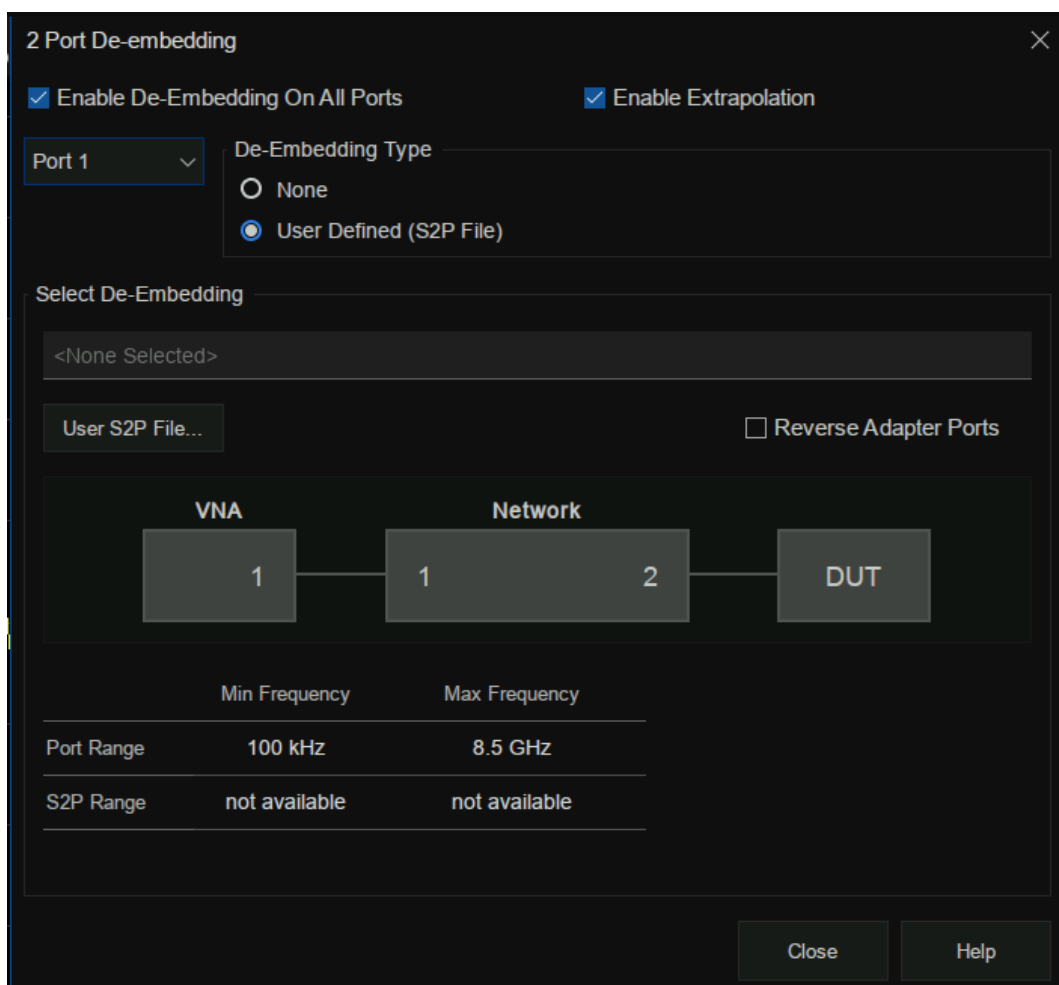 2 Port De-embedding
Enable De-Embedding On All Ports Enable Extrapolation
Port 1
De-Embedding Type
None
User Defined (S2P File)
Select De-Embedding
<None Selected>
User S2P File... Reverse Adapter Ports
VNA Network
1 1 2 DUT
Min Frequency Max Frequency
Port Range 100 kHz 8.5 GHz
S2P Range not available not available
Close Help